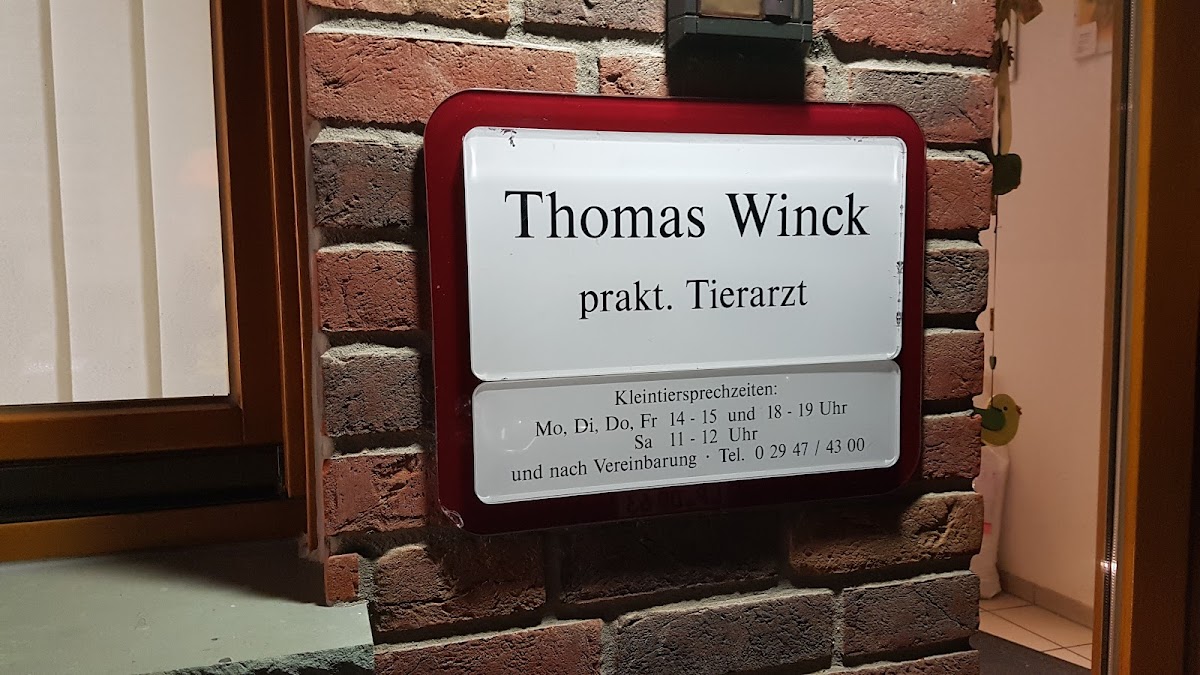 Thomas Winck
prakt. Tierarzt
Kleintiersprechzeiten:
Mo, Di, Do, Fr 14 - 15 und 18 - 19 Uhr
Sa 11 - 12 Uhr
und nach Vereinbarung · Tel. 0 29 47 / 43 00